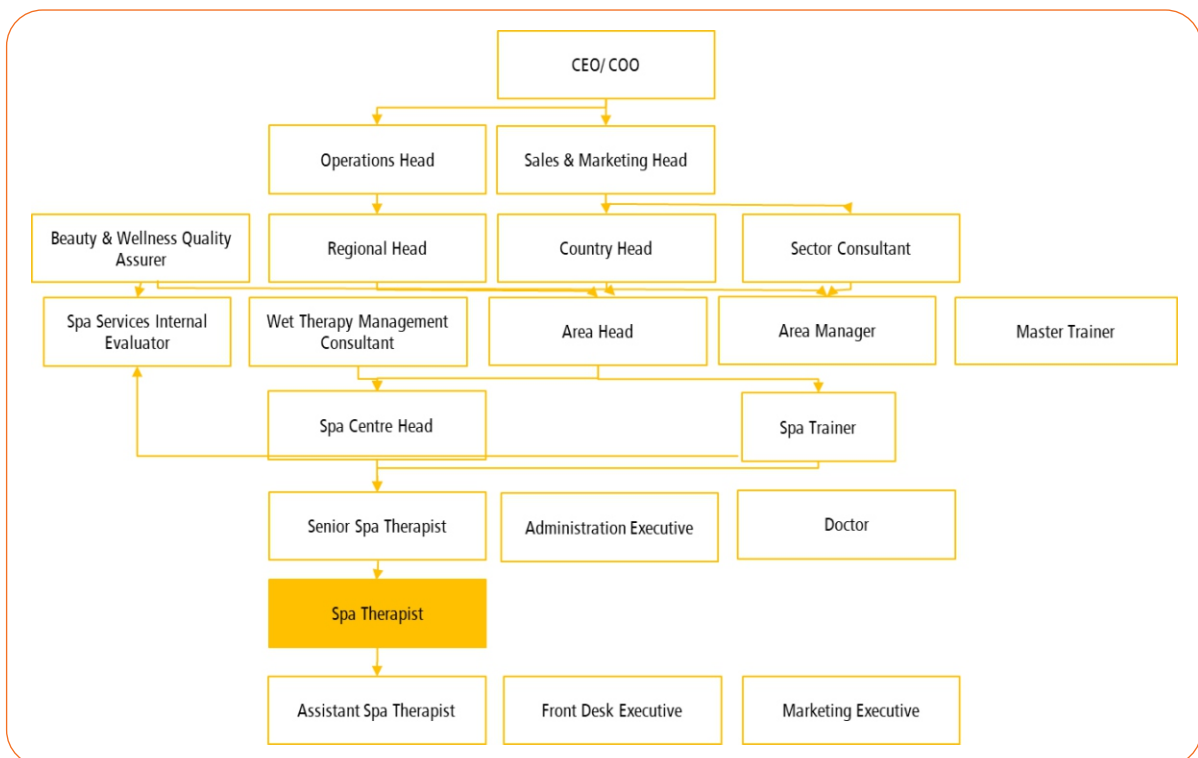 CEO/ COO
Operations Head
Sales & Marketing Head
Beauty & Wellness Quality
Assurer
Regional Head
Country Head
Sector Consultant
Spa Services Internal
Evaluator
Wet Therapy Management
Consultant
Area Head
Area Manager
Master Trainer
Spa Centre Head
Spa Trainer
Senior Spa Therapist
Administration Executive
Doctor
Spa Therapist
Assistant Spa Therapist
Front Desk Executive
Marketing Executive